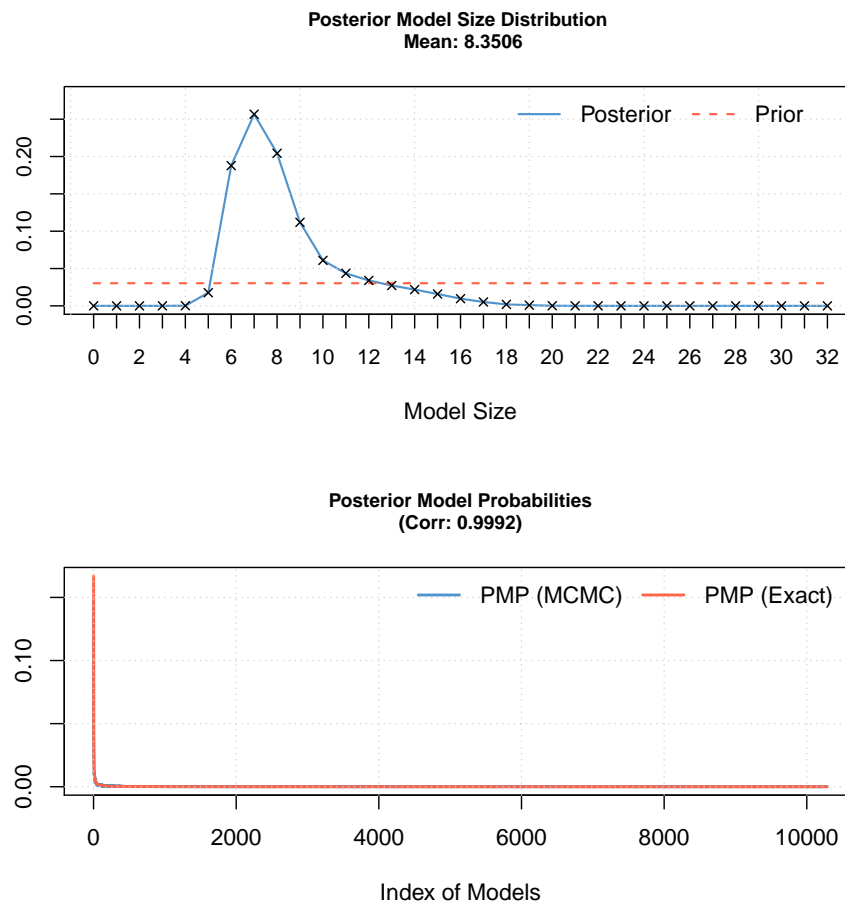 Posterior Model Size Distribution
Mean: 8.3506
Posterior Prior
0.00 0.10 0.20
0 2 4 6 8 10 12 14 16 18 20 22 24 26 28 30 32
Model Size
Posterior Model Probabilities
(Corr: 0.9992)
PMP (MCMC) PMP (Exact)
0.00 0.10
0 2000 4000 6000 8000 10000
Index of Models